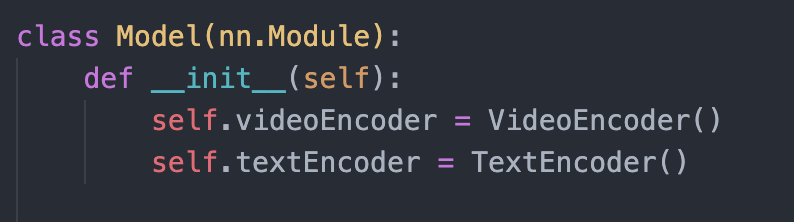 class Model(nn.Module):
    def __init__(self):
        self.videoEncoder = VideoEncoder()
        self.textEncoder = TextEncoder()